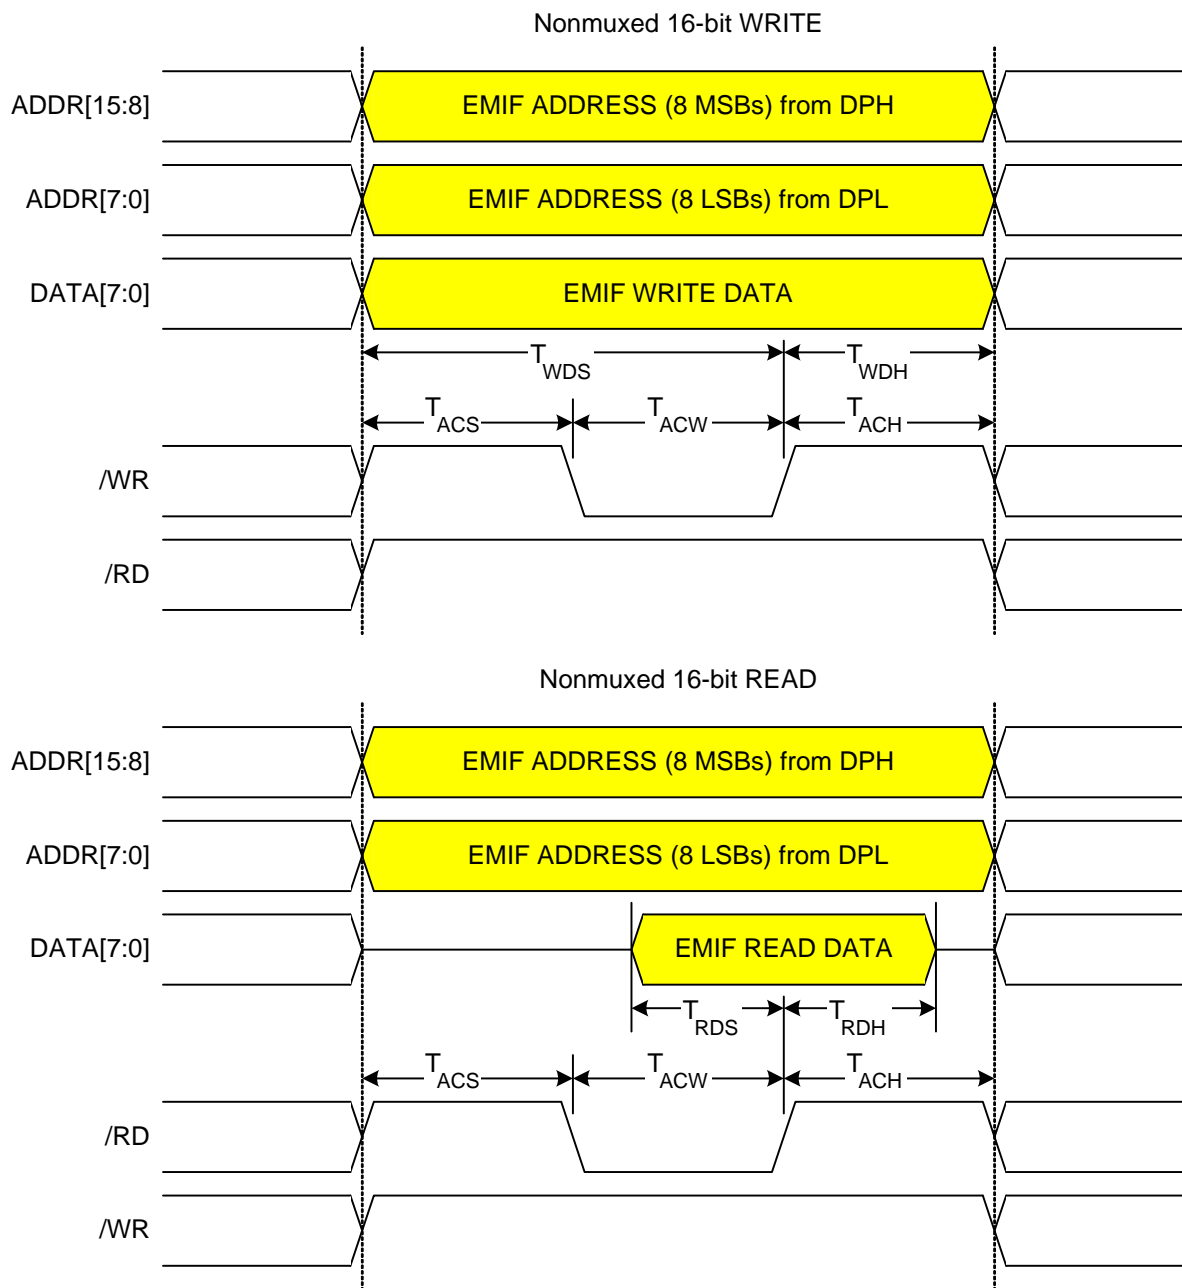 Nonmuxed 16-bit WRITE
ADDR[15:8]
EMIF ADDRESS (8 MSBs) from DPH
ADDR[7:0]
EMIF ADDRESS (8 LSBs) from DPL
DATA[7:0]
EMIF WRITE DATA
TWDS TWDH
TACS TACW TACH
/WR
/RD
Nonmuxed 16-bit READ
ADDR[15:8]
EMIF ADDRESS (8 MSBs) from DPH
ADDR[7:0]
EMIF ADDRESS (8 LSBs) from DPL
DATA[7:0]
EMIF READ DATA
TRDS TRDH
TACS TACW TACH
/RD
/WR